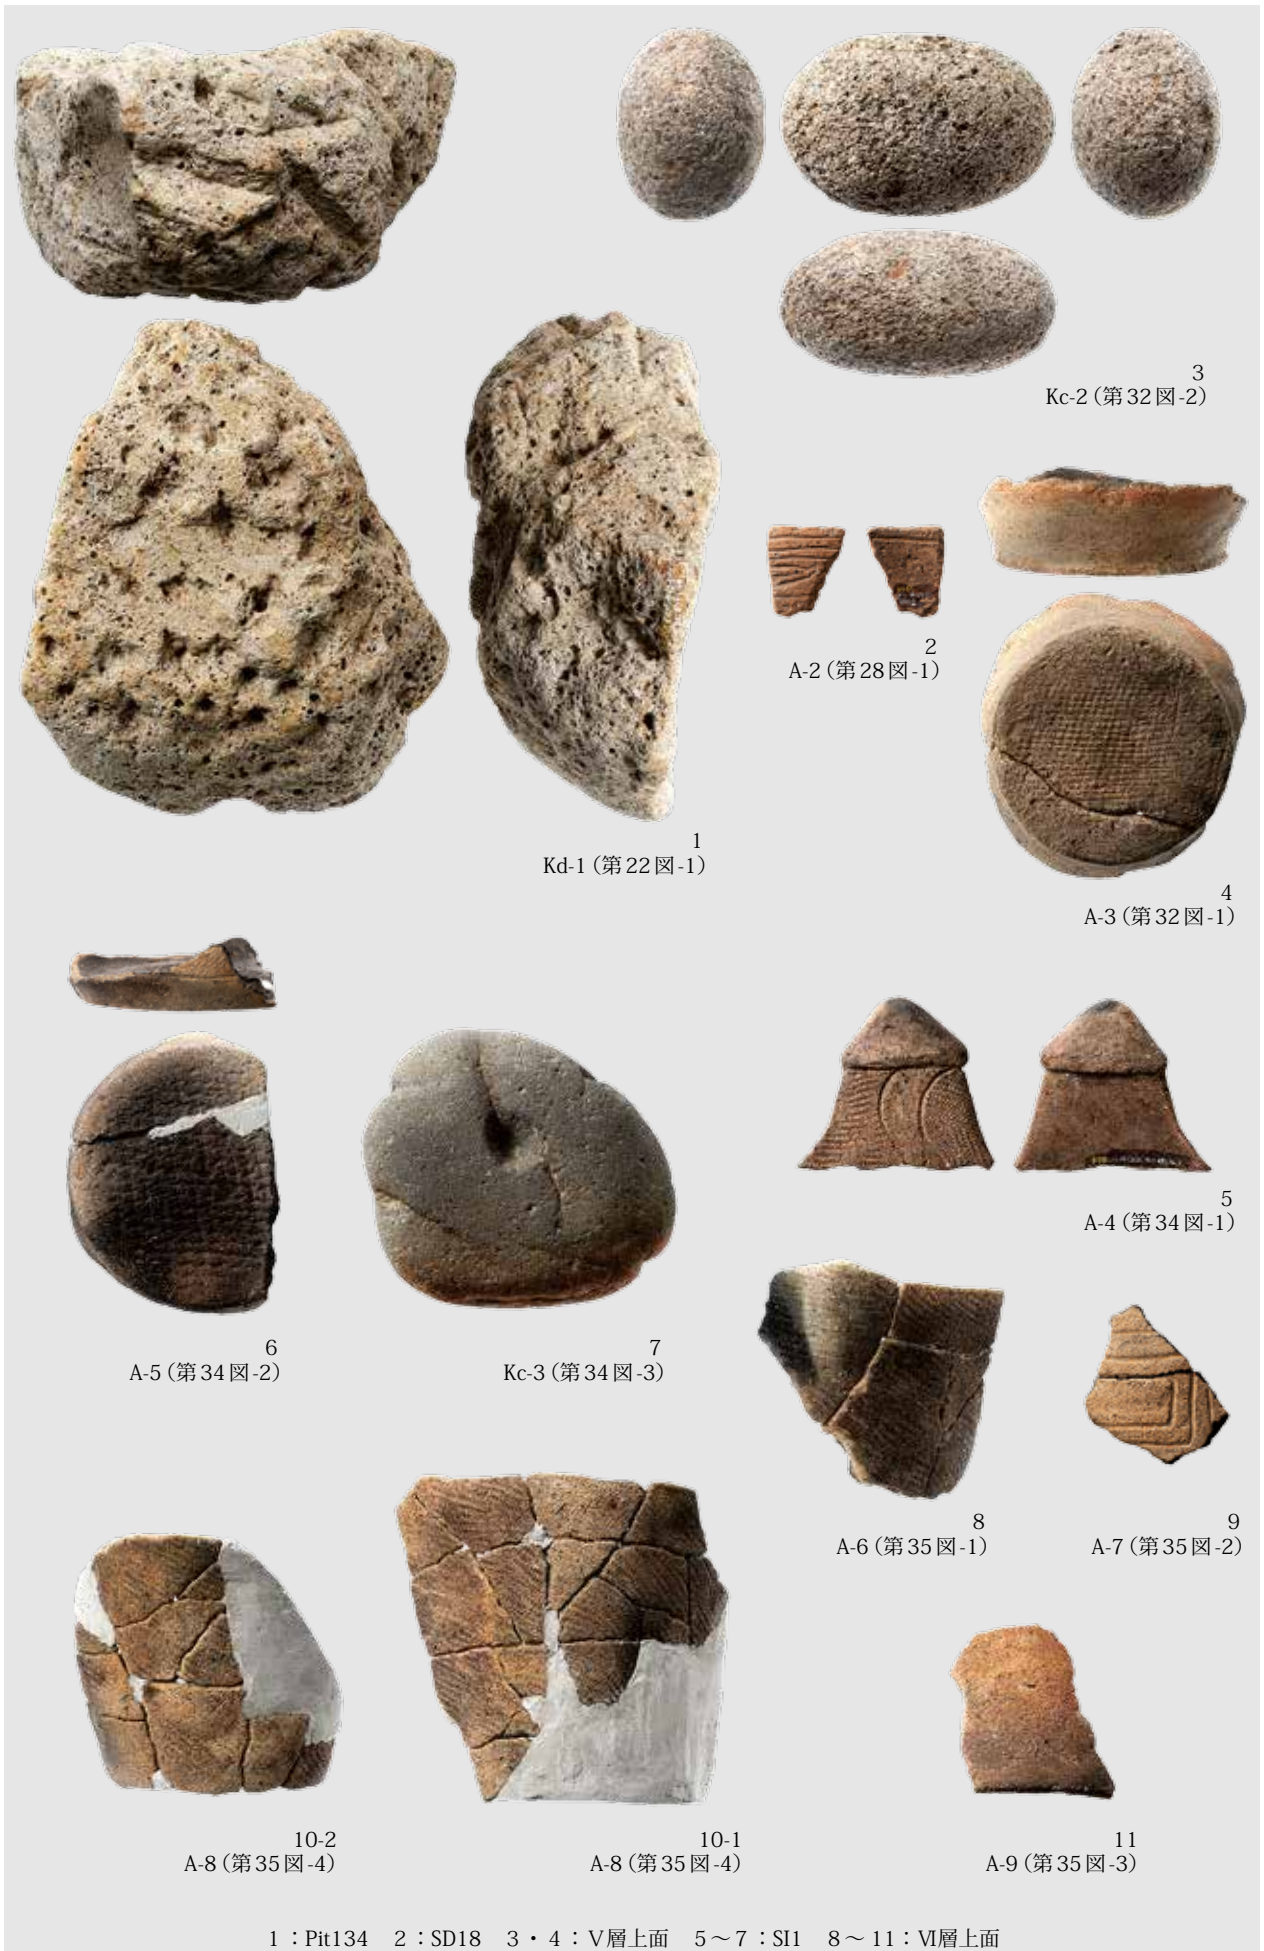 3
Kc-2（第32図-2）
2
A-2（第28図-1）
1
Kd-1（第22図-1）
4
A-3（第32図-1）
5
A-4（第34図-1）
6
A-5（第34図-2）
7
Kc-3（第34図-3）
8
A-6（第35図-1）
9
A-7（第35図-2）
10-2
A-8（第35図-4）
10-1
A-8（第35図-4）
11
A-9（第35図-3）
1：Pit134　2：SD18　3・4：Ⅴ層上面　5～7：SI1　8～11：Ⅵ層上面